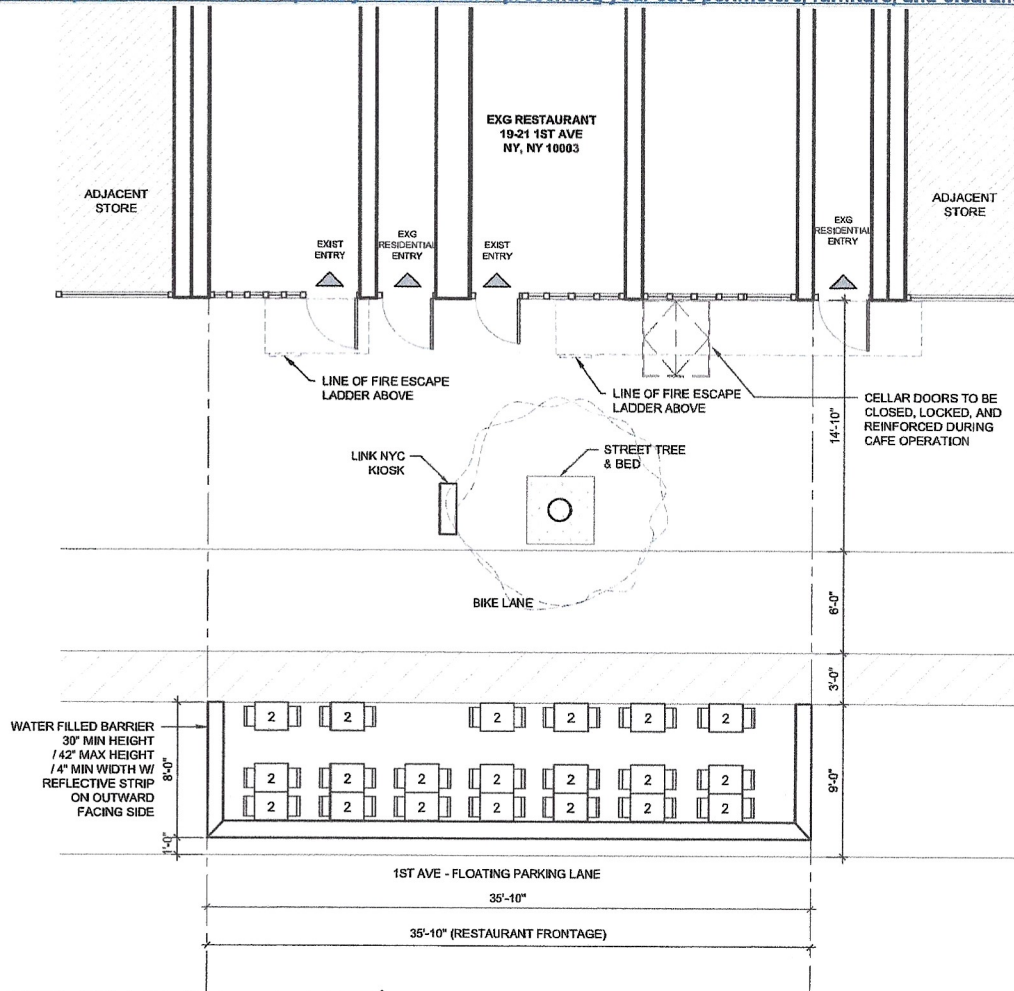 your cafe perimeters, furniture, and
EXG RESTAURANT
19-21 1ST AVE
NY, NY 10003
ADJACENT
STORE
ADJACENT
STORE
EXIST
ENTRY
EXG
RESIDENTIAL
ENTRY
EXIST
ENTRY
EXG
RESIDENTIAL
ENTRY
LINE OF FIRE ESCAPE
LADDER ABOVE
LINE OF FIRE ESCAPE
LADDER ABOVE
CELLAR DOORS TO BE
CLOSED, LOCKED, AND
REINFORCED DURING
CAFE OPERATION
14'-10"
LINK NYC
KIOSK
STREET TREE
& BED
BIKE LANE
6'-0"
3'-0"
WATER FILLED BARRIER
30" MIN HEIGHT
/ 42" MAX HEIGHT
/ 4" MIN WIDTH W/
REFLECTIVE STRIP
ON OUTWARD
FACING SIDE
8'-0"
1'-0"
2 2 2 2 2 2
2 2 2 2 2 2 2
2 2 2 2 2 2 2
9'-0"
1ST AVE - FLOATING PARKING LANE
35'-10"
35'-10" (RESTAURANT FRONTAGE)